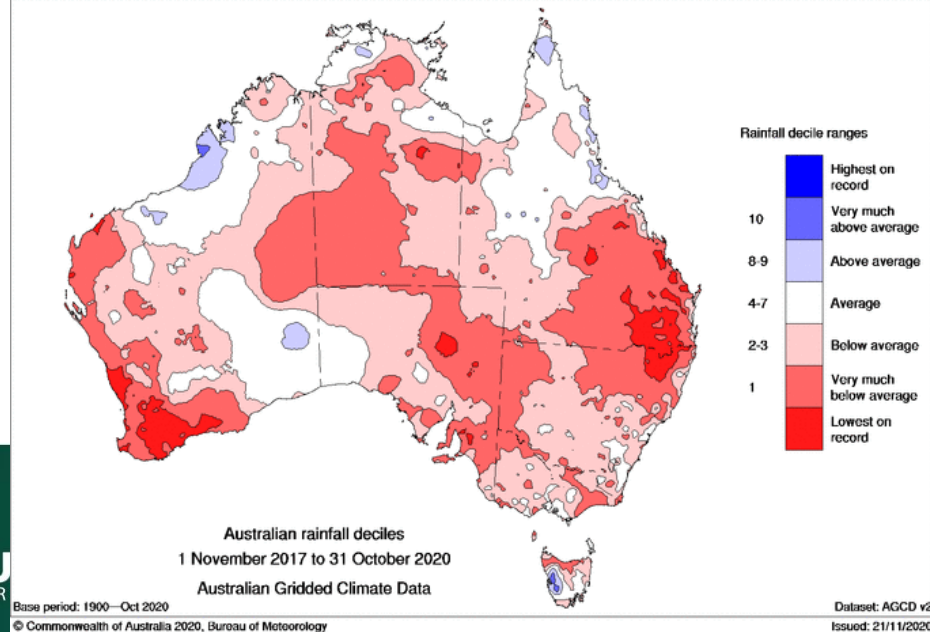 Rainfall decile ranges
Highest on
record
10
Very much
above average
8-9
Above average
4-7
Average
2-3
Below average
1
Very much
below average
Lowest on
record
Australian rainfall deciles
1 November 2017 to 31 October 2020
Australian Gridded Climate Data
Base period: 1900—Oct 2020
Dataset: AGCD v2
© Commonwealth of Australia 2020, Bureau of Meteorology
Issued: 21/11/2020